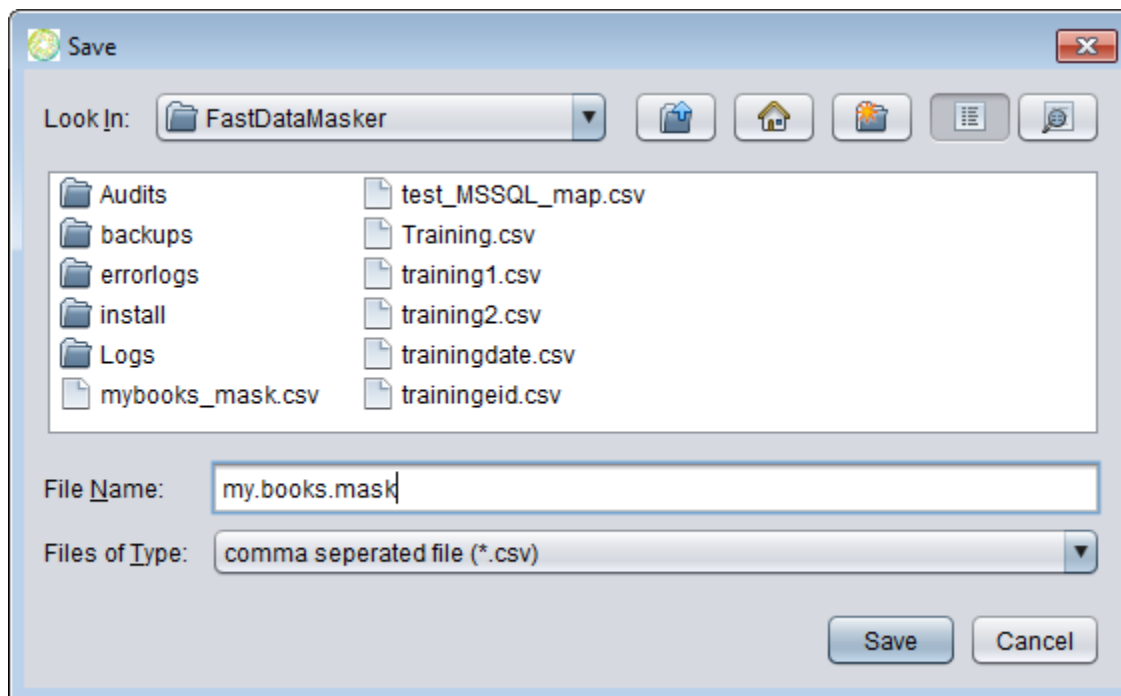 Save
Look In: FastDataMasker
Audits
backups
errorlogs
install
Logs
mybooks_mask.csv
test_MSSQL_map.csv
Training.csv
training1.csv
training2.csv
trainingdate.csv
trainingeid.csv
File Name: my.books.mask
Files of Type: comma seperated file (*.csv)
Save Cancel